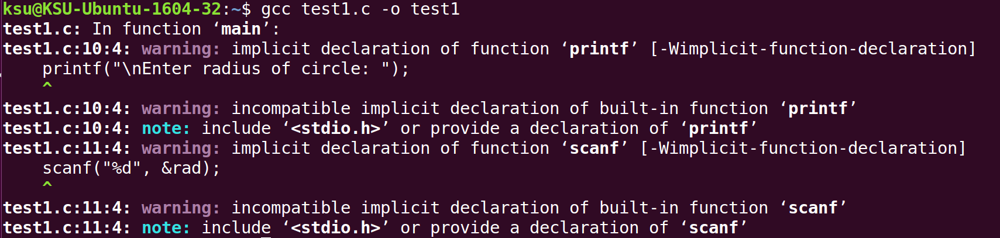 ksu@KSU-Ubuntu-1604-32:~$ gcc test1.c -o test1
test1.c: In function ‘main’:
test1.c:10:4: warning: implicit declaration of function ‘printf’ [-Wimplicit-function-declaration]
    printf("\nEnter radius of circle: ");
    ^
test1.c:10:4: warning: incompatible implicit declaration of built-in function ‘printf’
test1.c:10:4: note: include ‘<stdio.h>’ or provide a declaration of ‘printf’
test1.c:11:4: warning: implicit declaration of function ‘scanf’ [-Wimplicit-function-declaration]
    scanf("%d", &rad);
    ^
test1.c:11:4: warning: incompatible implicit declaration of built-in function ‘scanf’
test1.c:11:4: note: include ‘<stdio.h>’ or provide a declaration of ‘scanf’